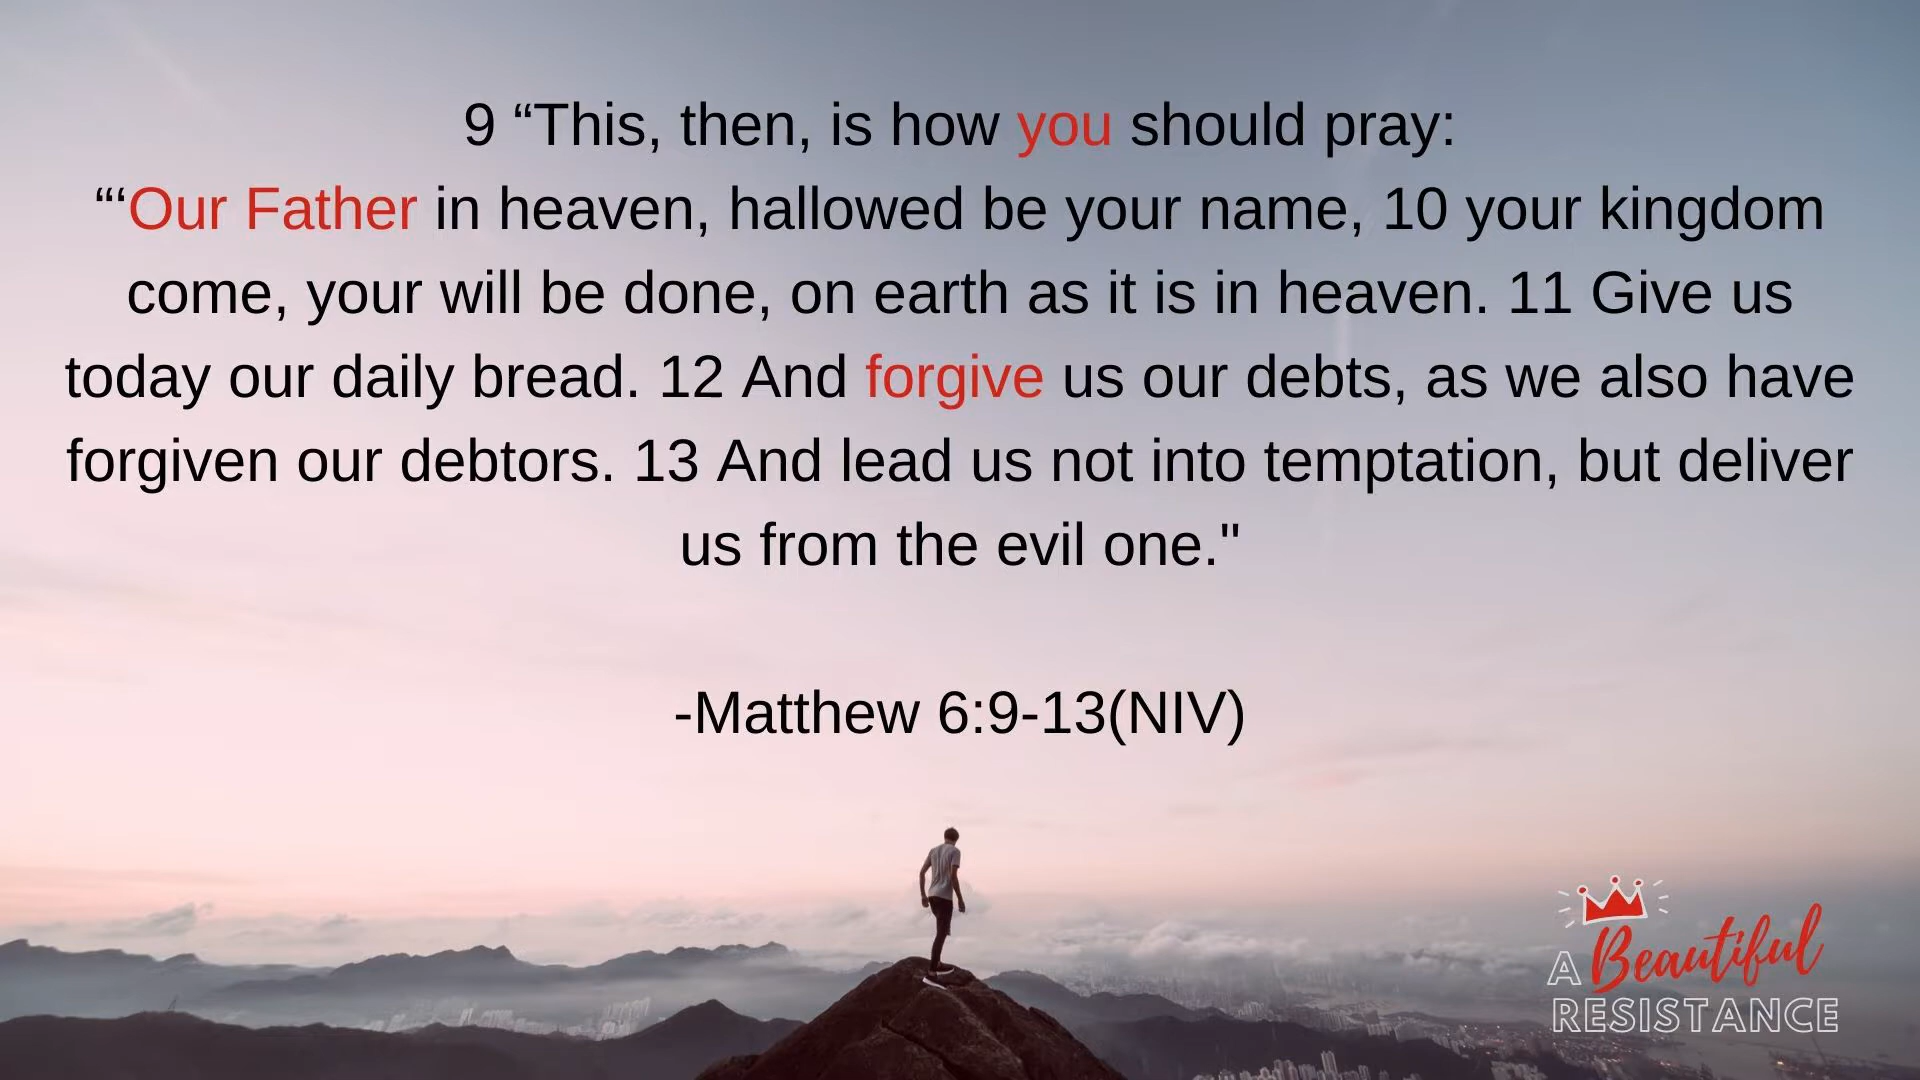 9 “This, then, is how you should pray:
“‘Our Father in heaven, hallowed be your name, 10 your kingdom
come, your will be done, on earth as it is in heaven. 11 Give us
today our daily bread. 12 And forgive us our debts, as we also have
forgiven our debtors. 13 And lead us not into temptation, but deliver
us from the evil one."
-Matthew 6:9-13(NIV)
A Beautiful
RESISTANCE